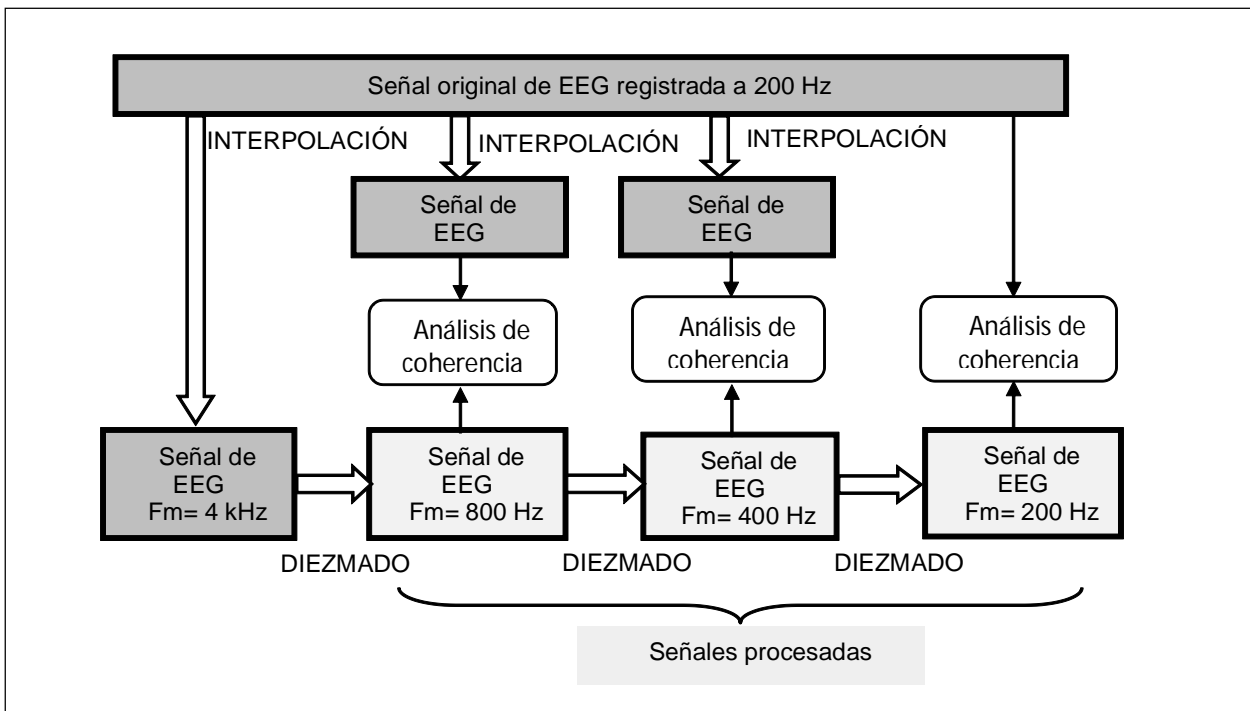 Señal original de EEG registrada a 200 Hz
INTERPOLACIÓN
INTERPOLACIÓN
INTERPOLACIÓN
Señal de
EEG
Señal de
EEG
Análisis de
coherencia
Análisis de
coherencia
Análisis de
coherencia
Señal de
EEG
Fm= 4 kHz
Señal de
EEG
Fm= 800 Hz
Señal de
EEG
Fm= 400 Hz
Señal de
EEG
Fm= 200 Hz
DIEZMADO
DIEZMADO
DIEZMADO
Señales procesadas